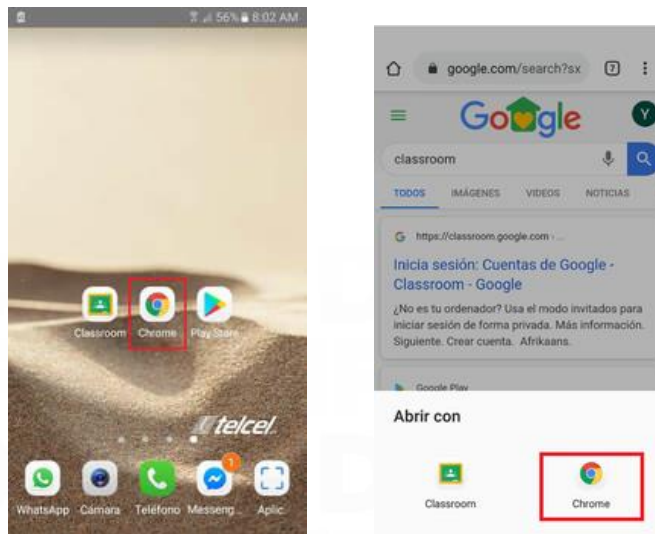 56% 8:02 AM
Classroom Chrome Play Store
telcel
1
WhatsApp Cámara Teléfono Messeng... Aplic.
google.com/search?sx 7
Google Y
classroom
TODOS IMÁGENES VIDEOS NOTICIAS
G https://classroom.google.com › ...
Inicia sesión: Cuentas de Google -
Classroom - Google
¿No es tu ordenador? Usa el modo invitados para
iniciar sesión de forma privada. Más información.
Siguiente. Crear cuenta. Afrikaans.
Google Play
Abrir con
Classroom Chrome